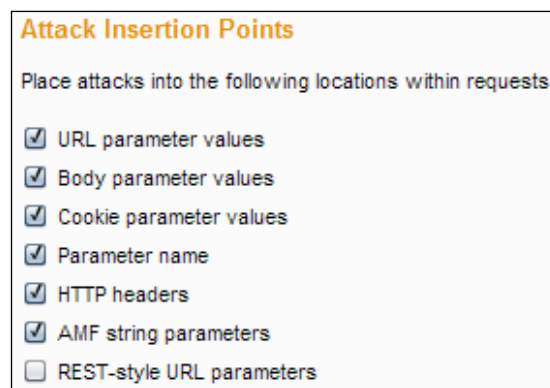 Attack Insertion Points
Place attacks into the following locations within requests
URL parameter values
Body parameter values
Cookie parameter values
Parameter name
HTTP headers
AMF string parameters
REST-style URL parameters